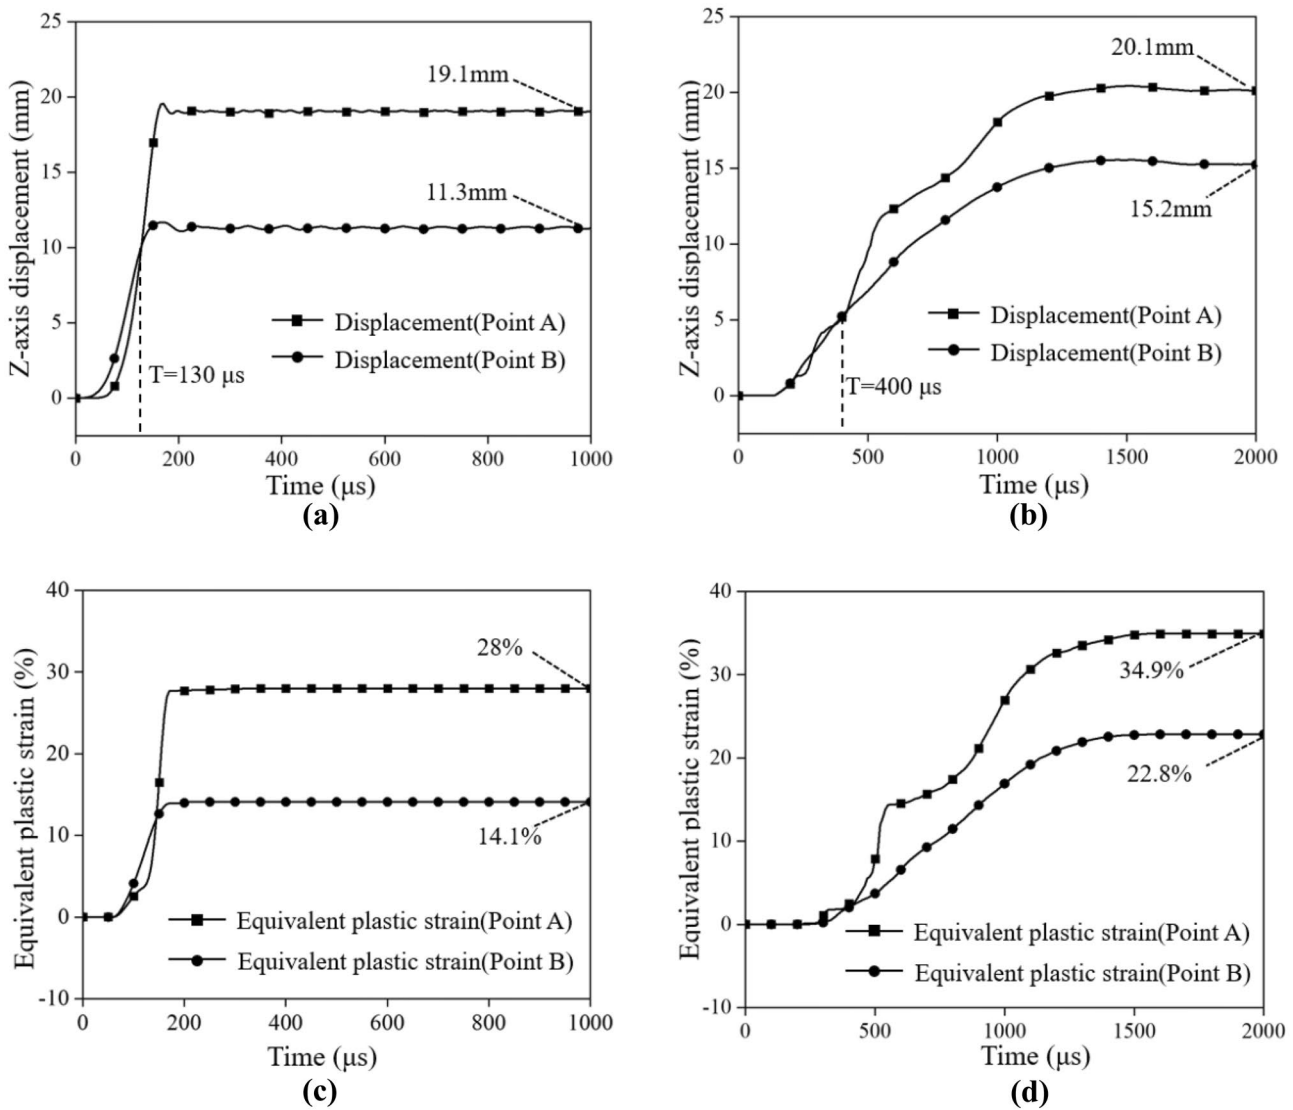 25
20
15
10
5
0
Z-axis displacement (mm)
19.1mm
11.3mm
Displacement(Point A)
Displacement(Point B)
T=130 μs
0 200 400 600 800 1000
Time (μs)
(a)
25
20
15
10
5
0
Z-axis displacement (mm)
20.1mm
15.2mm
Displacement(Point A)
Displacement(Point B)
T=400 μs
0 500 1000 1500 2000
Time (μs)
(b)
40
30
20
10
0
-10
Equivalent plastic strain (%)
28%
14.1%
Equivalent plastic strain(Point A)
Equivalent plastic strain(Point B)
0 200 400 600 800 1000
Time (μs)
(c)
40
30
20
10
0
-10
Equivalent plastic strain (%)
34.9%
22.8%
Equivalent plastic strain(Point A)
Equivalent plastic strain(Point B)
0 500 1000 1500 2000
Time (μs)
(d)